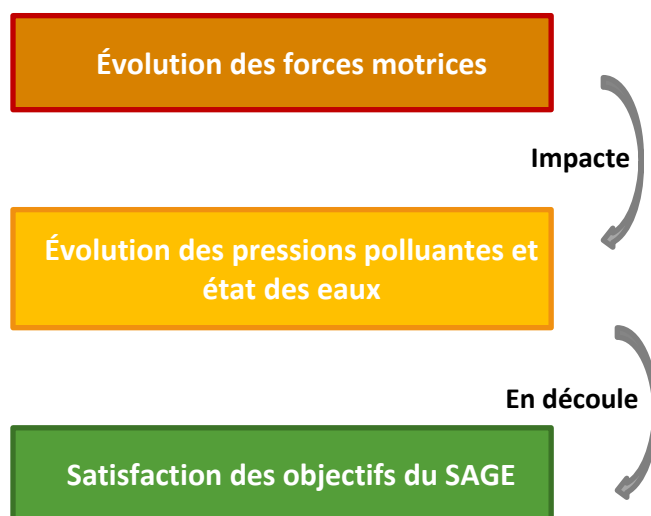 Évolution des forces motrices
Impacte
Évolution des pressions polluantes et
état des eaux
En découle
Satisfaction des objectifs du SAGE